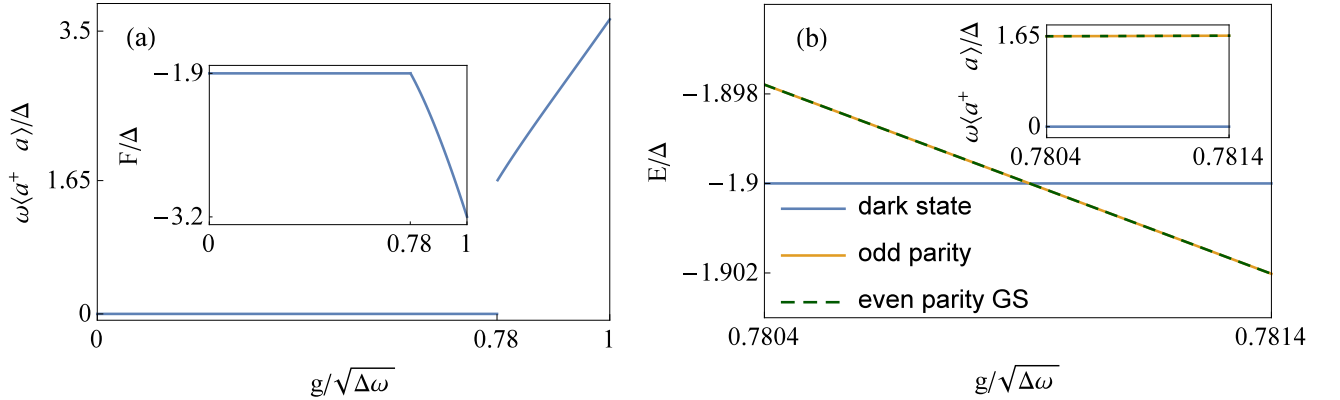 (a)
3.5
1.65
0
ω⟨a⁺ a⟩/Δ
−1.9
−3.2
F/Δ
0 0.78 1
0 0.78 1
g/√Δω
(b)
−1.898
−1.9
−1.902
E/Δ
1.65
0
ω⟨a⁺ a⟩/Δ
0.7804 0.7814
dark state
odd parity
even parity GS
0.7804 0.7814
g/√Δω